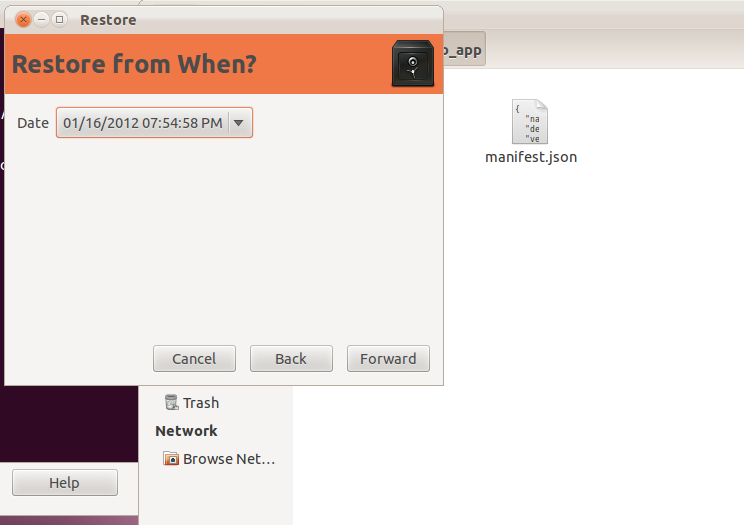 Restore
Restore from When?
Date 01/16/2012 07:54:58 PM
Cancel Back Forward
_app
{
"na
"de
"ve
manifest.json
Trash
Network
Browse Net...
Help